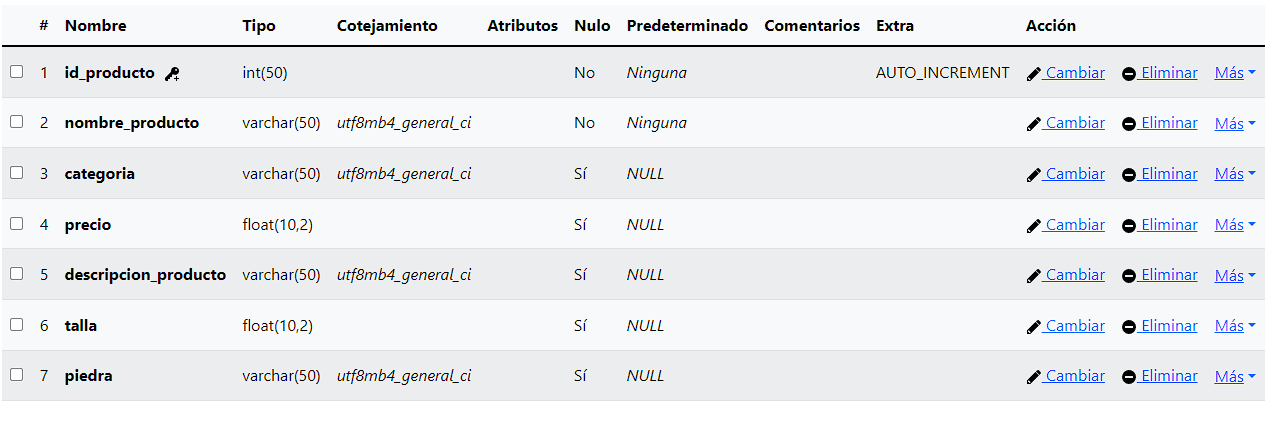 # Nombre Tipo Cotejamiento Atributos Nulo Predeterminado Comentarios Extra Acción
1 id_producto int(50) No Ninguna AUTO_INCREMENT Cambiar Eliminar Más
2 nombre_producto varchar(50) utf8mb4_general_ci No Ninguna Cambiar Eliminar Más
3 categoria varchar(50) utf8mb4_general_ci Sí NULL Cambiar Eliminar Más
4 precio float(10,2) Sí NULL Cambiar Eliminar Más
5 descripcion_producto varchar(50) utf8mb4_general_ci Sí NULL Cambiar Eliminar Más
6 talla float(10,2) Sí NULL Cambiar Eliminar Más
7 piedra varchar(50) utf8mb4_general_ci Sí NULL Cambiar Eliminar Más